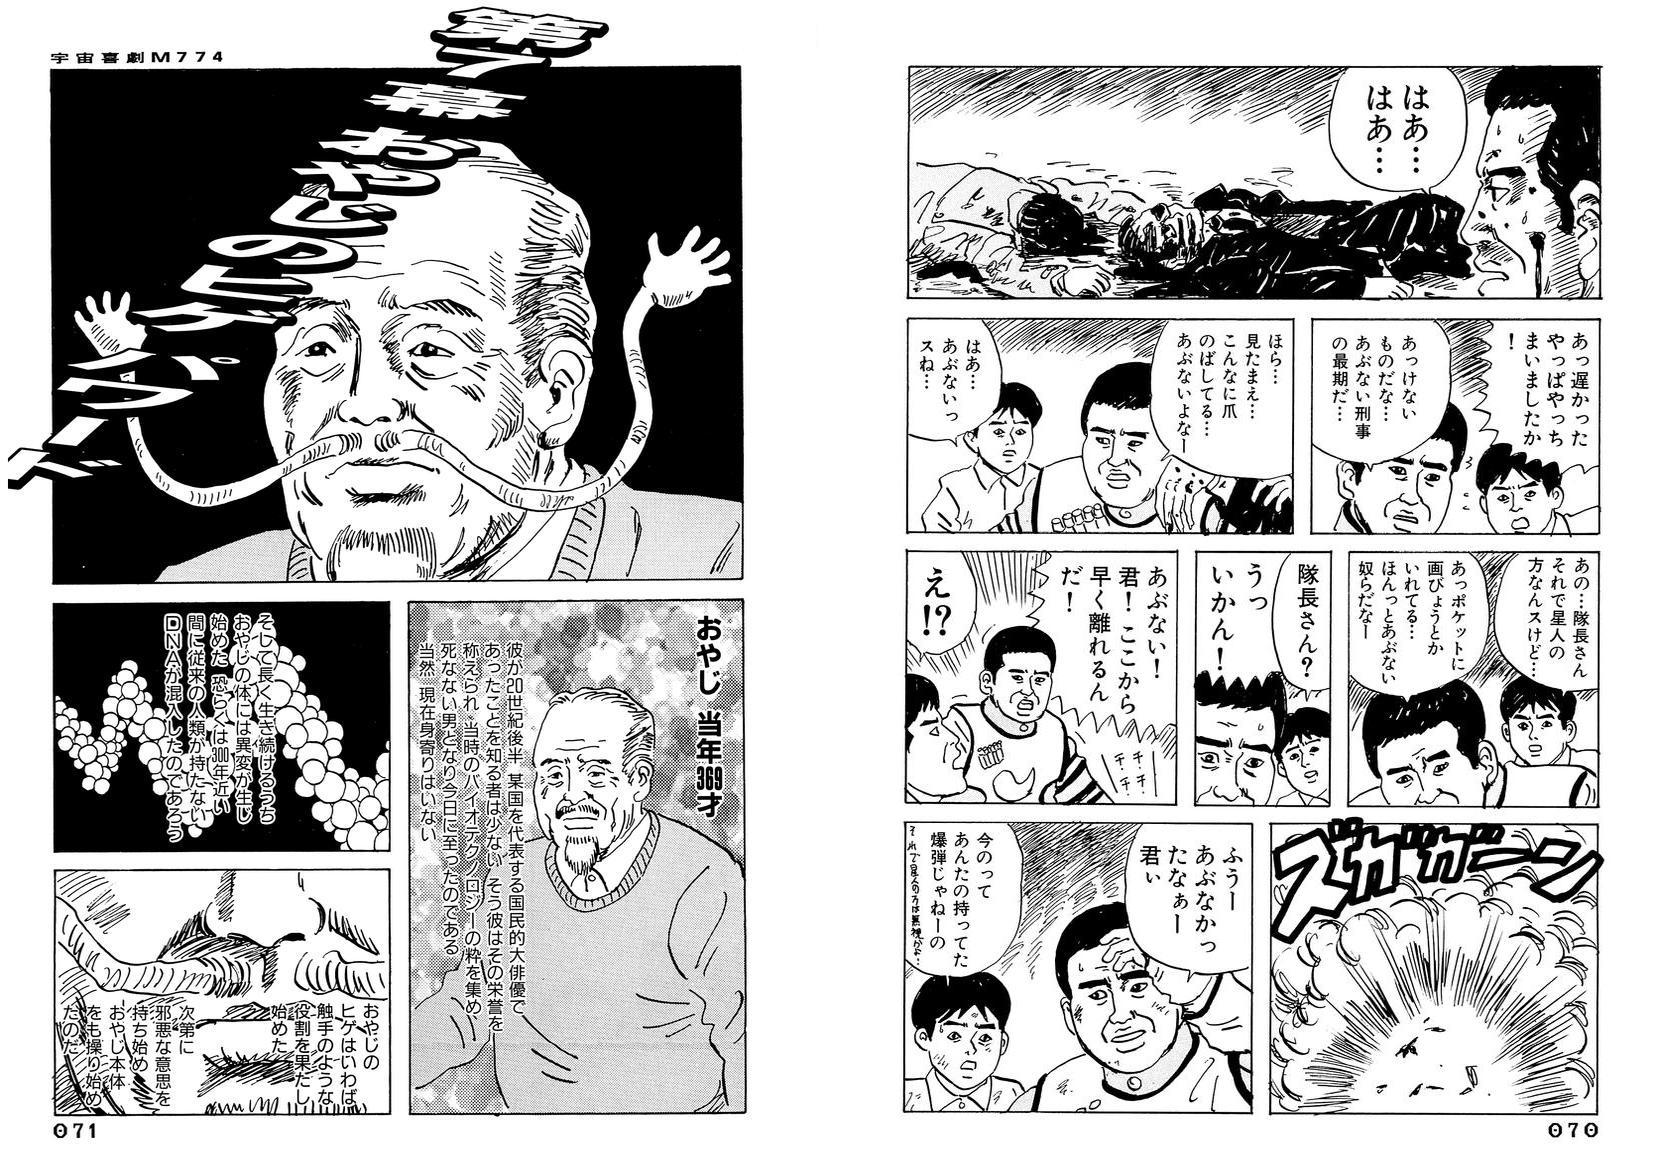 はあ…
はあ…
あっ遅かった
やっぱやっち
まいましたか
！
あっけない
ものだな…
あぶない刑事
の最期だ…
ほら…
見たまえ…
こんなに爪
のばしてる…
あぶないよなー
はあ…
あぶないっ
スね…
あの…隊長さん
それで星人の
方なんスけど…
あっポケットに
画びょうとか
いれてる…
ほんっとあぶない
奴らだなー
隊長さん？
うっ
いかん！
あぶない！
君！ここから
早く離れるん
だ！
チ、チ、
チ、チ、
え!?
ズガガガーン
ふうー
あぶなかっ
たなぁー
君ぃ
今のって
あんたの持ってた
爆弾じゃねーの
それで星人の方は無視かよ…
070
宇宙喜劇M774
第7章
おやじのひげ
パワード
おやじ 当年369才
彼が20世紀後半 某国を代表する国民的大俳優で
あったことを知る者は少ない そう彼はその栄誉を
称えられ 当時のバイオテクノロジーの粋を集め
死なない男となり今日に至ったのである
当然 現在身寄りはいない
そして長く生き続けるうち
おやじの体には異変が生じ
始めた 恐らくは300年近い
間に従来の人類が持たない
DNAが混入したのであろう
おやじの
ヒゲはいわば
触手のような
役割を果たし
始めた
次第に
邪悪な意思を
持ち始め
おやじ本体
をも操り始め
たのだ
071